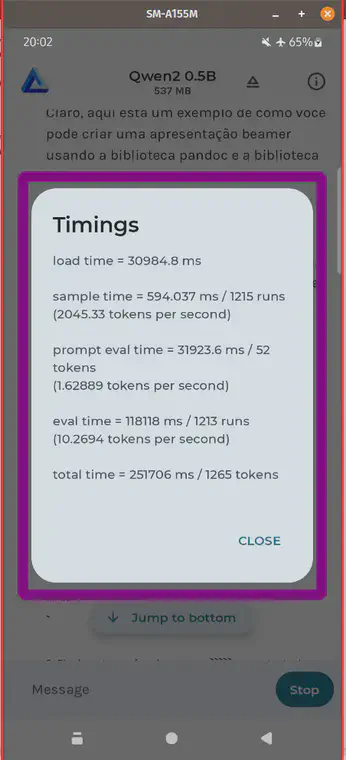 SM-A155M
20:02
65%
Qwen2 0.5B
537 MB
Claro, aqui está um exemplo de como você
pode criar uma apresentação beamer
usando a biblioteca pandoc e a biblioteca
Timings
load time = 30984.8 ms
sample time = 594.037 ms / 1215 runs
(2045.33 tokens per second)
prompt eval time = 31923.6 ms / 52
tokens
(1.62889 tokens per second)
eval time = 118118 ms / 1213 runs
(10.2694 tokens per second)
total time = 251706 ms / 1265 tokens
CLOSE
Jump to bottom
Message
Stop